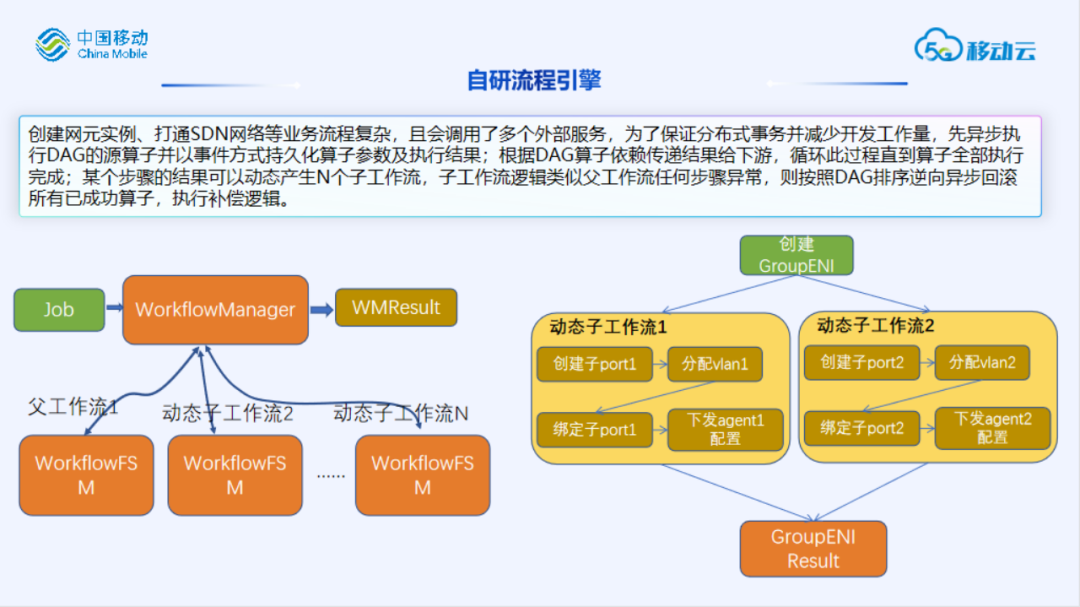 中国移动
China Mobile
5G 移动云
自研流程引擎
创建网元实例、打通SDN网络等业务流程复杂，且会调用了多个外部服务，为了保证分布式事务并减少开发工作量，先异步执
行DAG的源算子并以事件方式持久化算子参数及执行结果；根据DAG算子依赖传递结果给下游，循环此过程直到算子全部执行
完成；某个步骤的结果可以动态产生N个子工作流，子工作流逻辑类似父工作流任何步骤异常，则按照DAG排序逆向异步回滚
所有已成功算子，执行补偿逻辑。
Job
WorkflowManager
WMResult
父工作流1
动态子工作流2
动态子工作流N
WorkflowFS
M
WorkflowFS
M
......
WorkflowFS
M
创建
GroupENI
动态子工作流1
创建子port1
分配vlan1
绑定子port1
下发agent1
配置
动态子工作流2
创建子port2
分配vlan2
绑定子port2
下发agent2
配置
GroupENI
Result